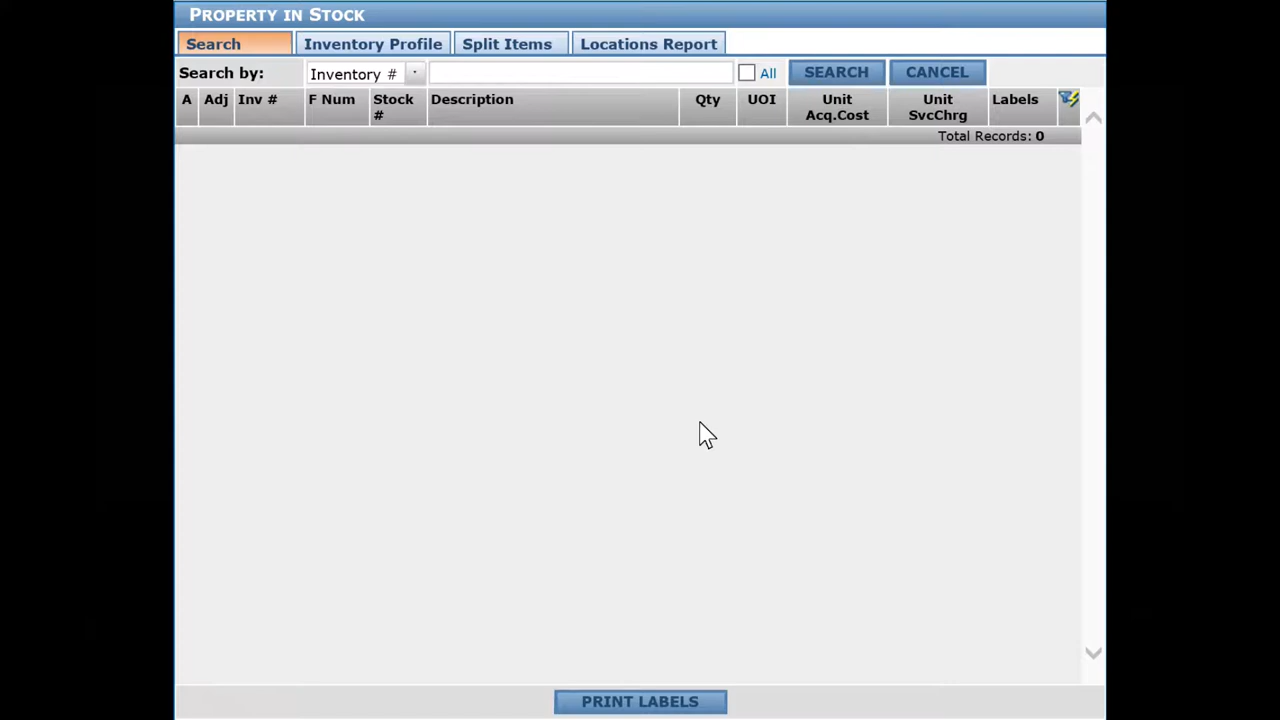 PROPERTY IN STOCK
Search Inventory Profile Split Items Locations Report
Search by: Inventory # All SEARCH CANCEL
A Adj Inv # F Num Stock # Description Qty UOI Unit Acq.Cost Unit SvcChrg Labels
Total Records: 0
PRINT LABELS